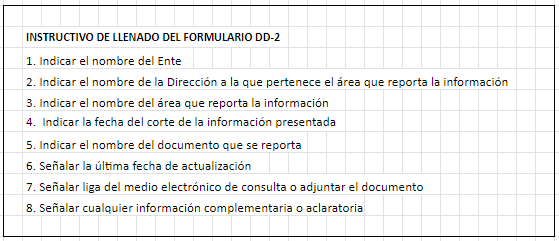 INSTRUCTIVO DE LLENADO DEL FORMULARIO DD-2
1. Indicar el nombre del Ente
2. Indicar el nombre de la Dirección a la que pertenece el área que reporta la información
3. Indicar el nombre del área que reporta la información
4. Indicar la fecha del corte de la información presentada
5. Indicar el nombre del documento que se reporta
6. Señalar la última fecha de actualización
7. Señalar liga del medio electrónico de consulta o adjuntar el documento
8. Señalar cualquier información complementaria o aclaratoria